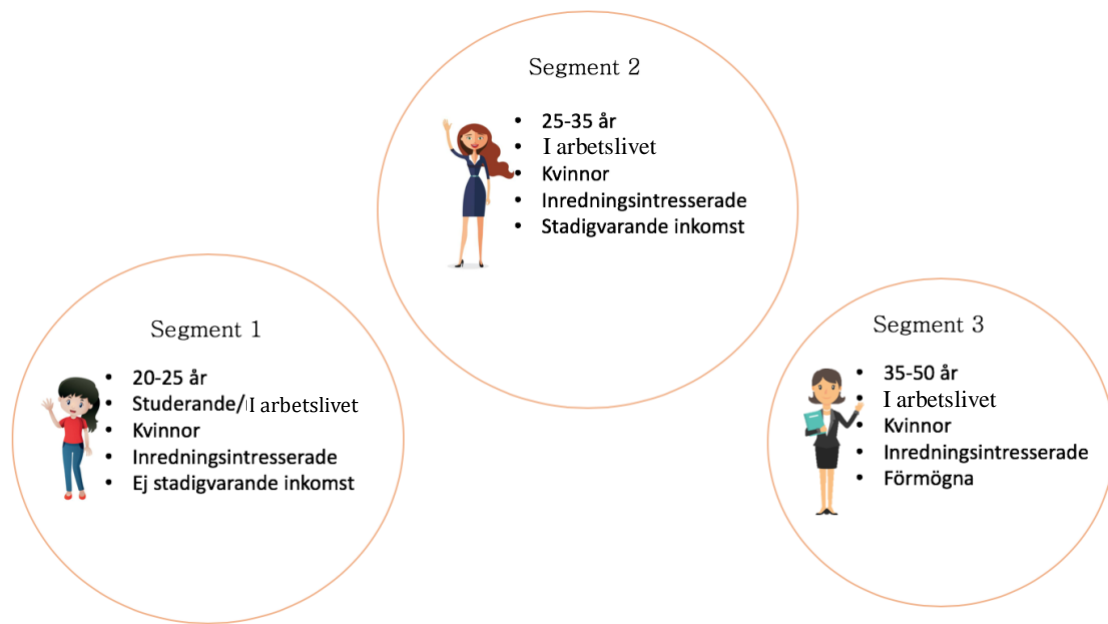 Segment 1
• 20-25 år
• Studerande/I arbetslivet
• Kvinnor
• Inredningsintresserade
• Ej stadigvarande inkomst
Segment 2
• 25-35 år
• I arbetslivet
• Kvinnor
• Inredningsintresserade
• Stadigvarande inkomst
Segment 3
• 35-50 år
• I arbetslivet
• Kvinnor
• Inredningsintresserade
• Förmögna